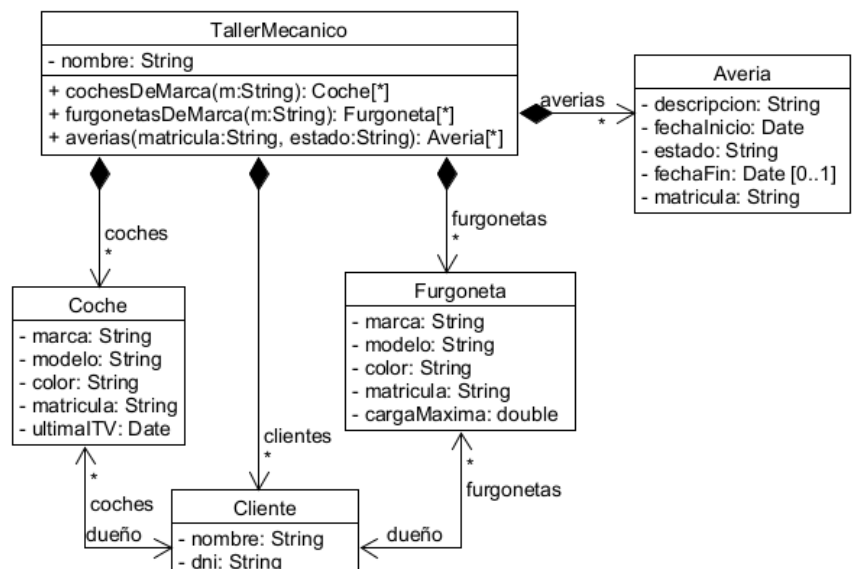 TallerMecanico
- nombre: String
+ cochesDeMarca(m:String): Coche[*]
+ furgonetasDeMarca(m:String): Furgoneta[*]
+ averias(matricula:String, estado:String): Averia[*]
averias
*
Averia
- descripcion: String
- fechaInicio: Date
- estado: String
- fechaFin: Date [0..1]
- matricula: String
coches
*
furgonetas
*
Coche
- marca: String
- modelo: String
- color: String
- matricula: String
- ultimaITV: Date
Furgoneta
- marca: String
- modelo: String
- color: String
- matricula: String
- cargaMaxima: double
clientes
*
*
coches
dueño
*
furgonetas
dueño
Cliente
- nombre: String
- dni: String